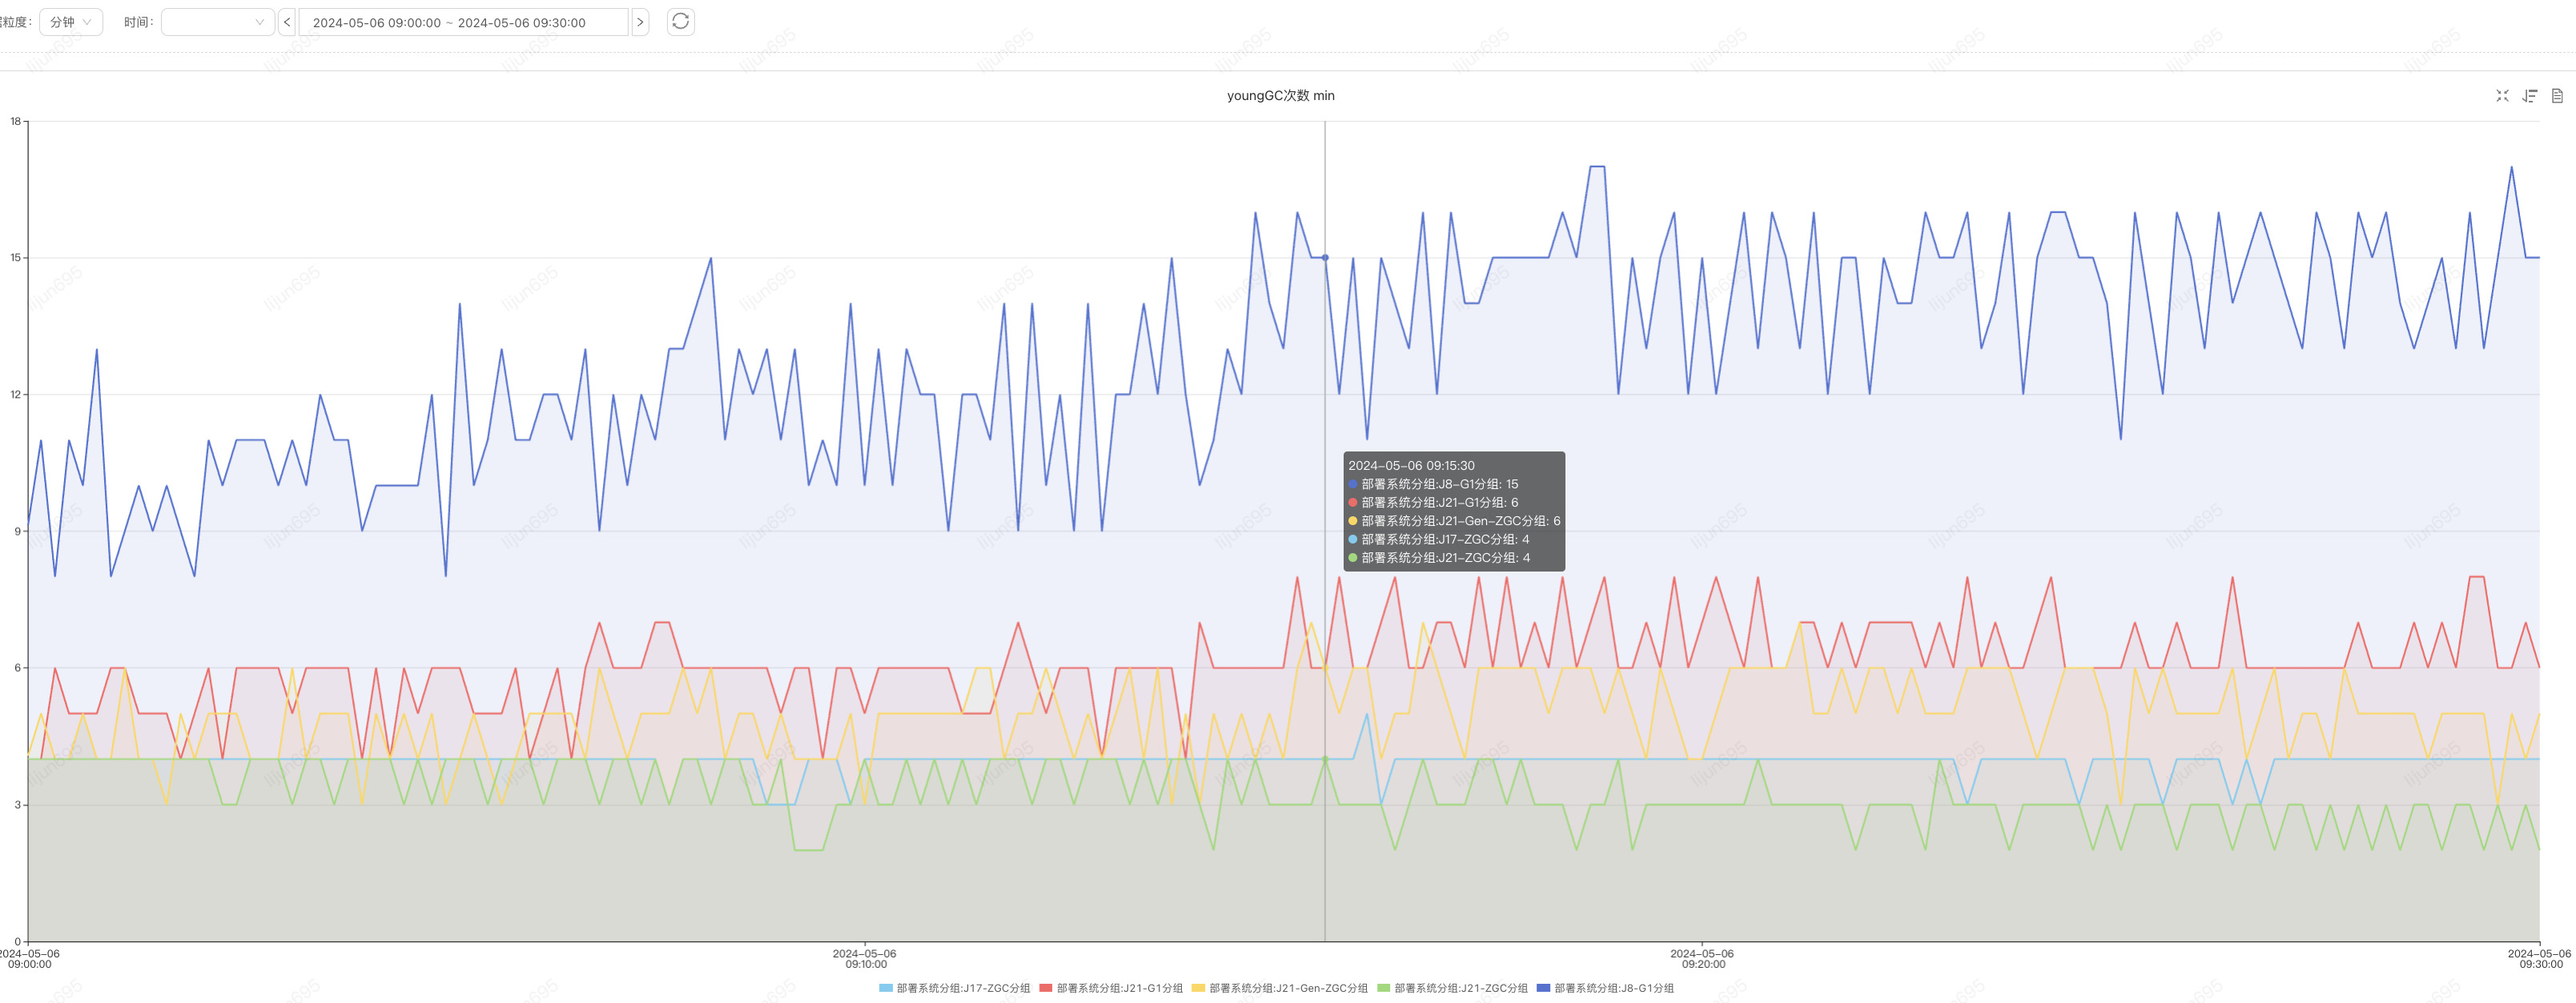 粒度:
分钟
时间:
2024-05-06 09:00:00 ~ 2024-05-06 09:30:00
youngGC次数 min
18
15
12
9
6
3
0
2024-05-06 09:15:30
部署系统分组:J8-G1分组: 15
部署系统分组:J21-G1分组: 6
部署系统分组:J21-Gen-ZGC分组: 6
部署系统分组:J17-ZGC分组: 4
部署系统分组:J21-ZGC分组: 4
2024-05-06
09:00:00
2024-05-06
09:10:00
2024-05-06
09:20:00
2024-05-06
09:30:00
部署系统分组:J17-ZGC分组
部署系统分组:J21-G1分组
部署系统分组:J21-Gen-ZGC分组
部署系统分组:J21-ZGC分组
部署系统分组:J8-G1分组